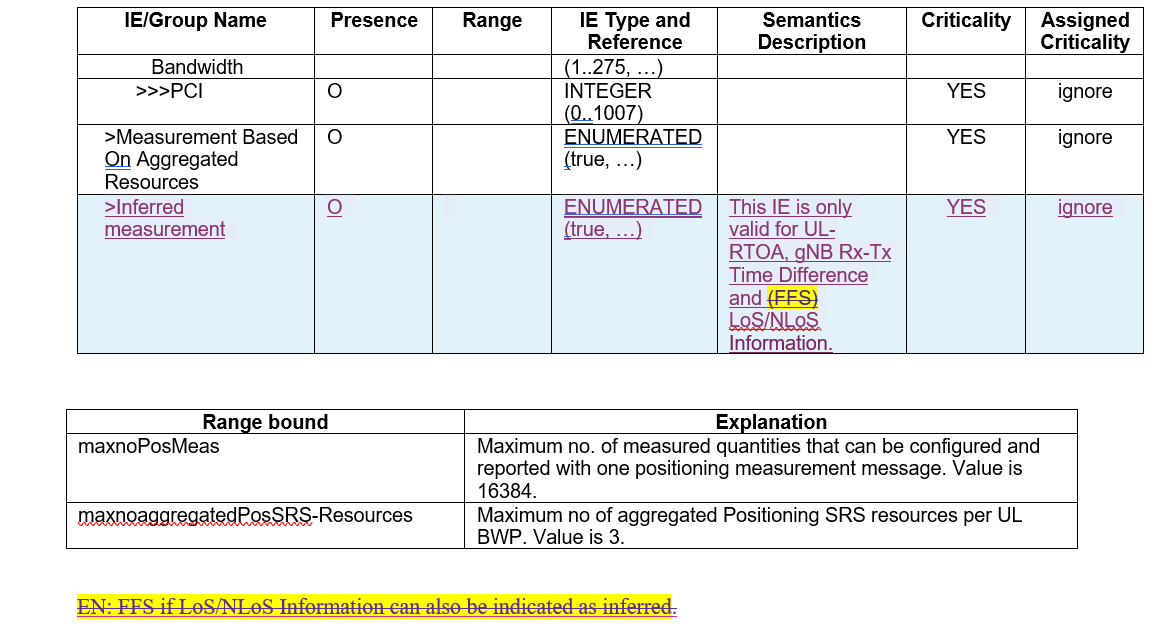 IE/Group Name Presence Range IE Type and Reference Semantics Description Criticality Assigned Criticality
Bandwidth (1..275, …)
>>>PCI O INTEGER (0..1007) YES ignore
>Measurement Based On Aggregated Resources O ENUMERATED (true, …) YES ignore
>Inferred measurement O ENUMERATED (true, …) This IE is only valid for UL-RTOA, gNB Rx-Tx Time Difference and (FFS) LoS/NLoS Information. YES ignore
Range bound Explanation
maxnoPosMeas Maximum no. of measured quantities that can be configured and reported with one positioning measurement message. Value is 16384.
maxnoaggregatedPosSRS-Resources Maximum no of aggregated Positioning SRS resources per UL BWP. Value is 3.
EN: FFS if LoS/NLoS Information can also be indicated as inferred.